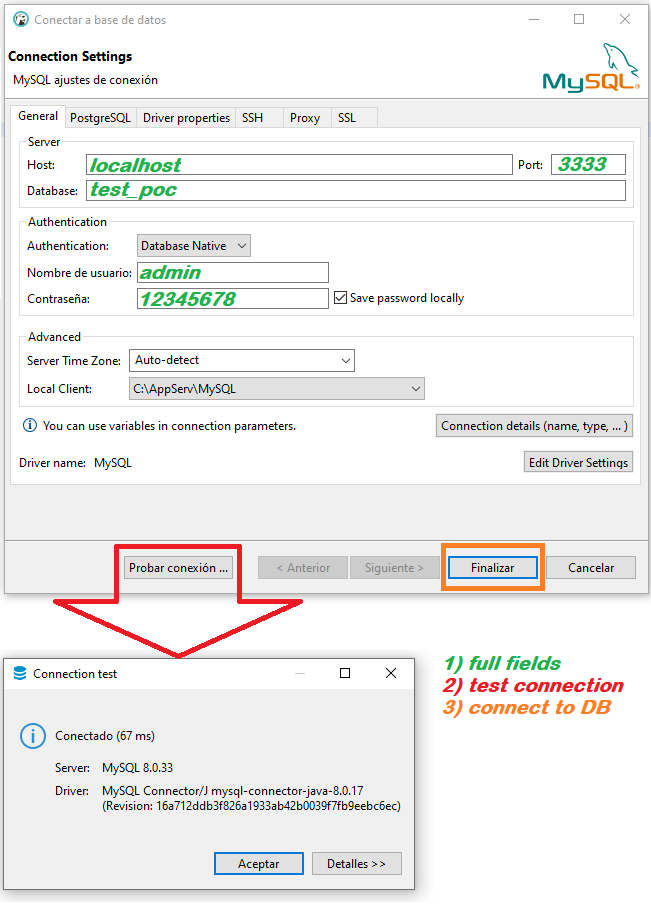 Conectar a base de datos
Connection Settings
MySQL ajustes de conexión
MySQL®
General PostgreSQL Driver properties SSH Proxy SSL
Server
Host: localhost Port: 3333
Database: test_poc
Authentication
Authentication: Database Native
Nombre de usuario: admin
Contraseña: 12345678 Save password locally
Advanced
Server Time Zone: Auto-detect
Local Client: C:\AppServ\MySQL
You can use variables in connection parameters. Connection details (name, type, ... )
Driver name: MySQL Edit Driver Settings
Probar conexión ... < Anterior Siguiente > Finalizar Cancelar
Connection test
Conectado (67 ms)
Server: MySQL 8.0.33
Driver: MySQL Connector/J mysql-connector-java-8.0.17
(Revision: 16a712ddb3f826a1933ab42b0039f7fb9eebc6ec)
Aceptar Detalles >>
1) full fields
2) test connection
3) connect to DB